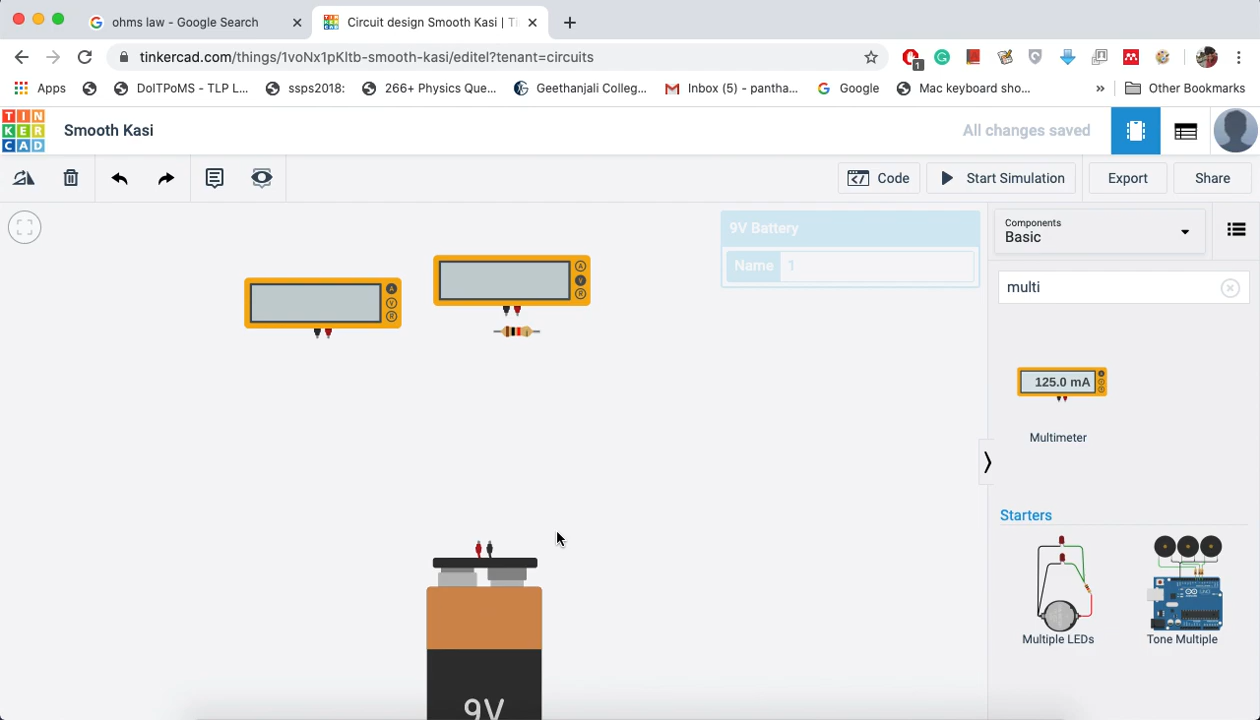 ohms law - Google Search
Circuit design Smooth Kasi | Ti
tinkercad.com/things/1voNx1pKltb-smooth-kasi/editel?tenant=circuits
1
Apps
DoITPoMS - TLP L...
ssps2018:
266+ Physics Que...
Geethanjali Colleg...
Inbox (5) - pantha...
Google
Mac keyboard sho...
»
Other Bookmarks
TIN
KER
CAD
Smooth Kasi
All changes saved
Code
Start Simulation
Export
Share
9V Battery
Name 1
Components
Basic
multi
A
V
R
A
V
R
125.0 mA
Multimeter
Starters
Multiple LEDs
Tone Multiple
9V